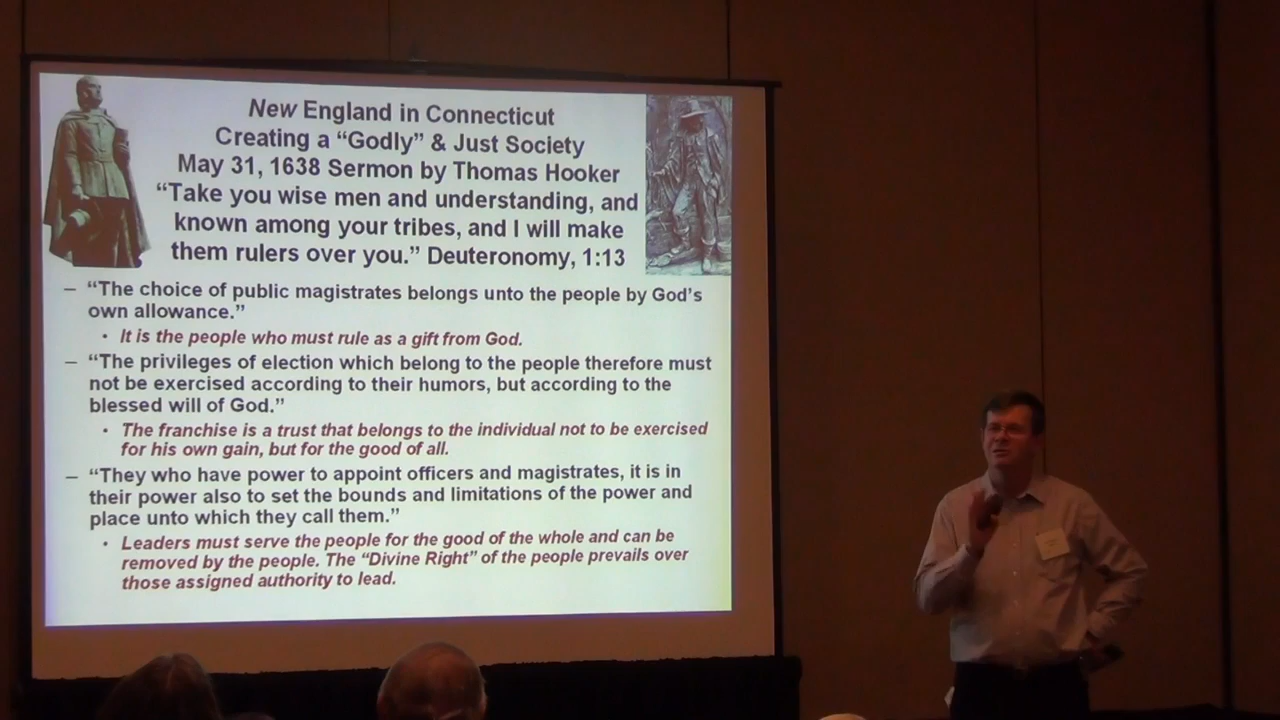 New England in Connecticut
Creating a “Godly” & Just Society
May 31, 1638 Sermon by Thomas Hooker
“Take you wise men and understanding, and
known among your tribes, and I will make
them rulers over you.” Deuteronomy, 1:13
– “The choice of public magistrates belongs unto the people by God’s
own allowance.”
• It is the people who must rule as a gift from God.
– “The privileges of election which belong to the people therefore must
not be exercised according to their humors, but according to the
blessed will of God.”
• The franchise is a trust that belongs to the individual not to be exercised
for his own gain, but for the good of all.
– “They who have power to appoint officers and magistrates, it is in
their power also to set the bounds and limitations of the power and
place unto which they call them.”
• Leaders must serve the people for the good of the whole and can be
removed by the people. The “Divine Right” of the people prevails over
those assigned authority to lead.